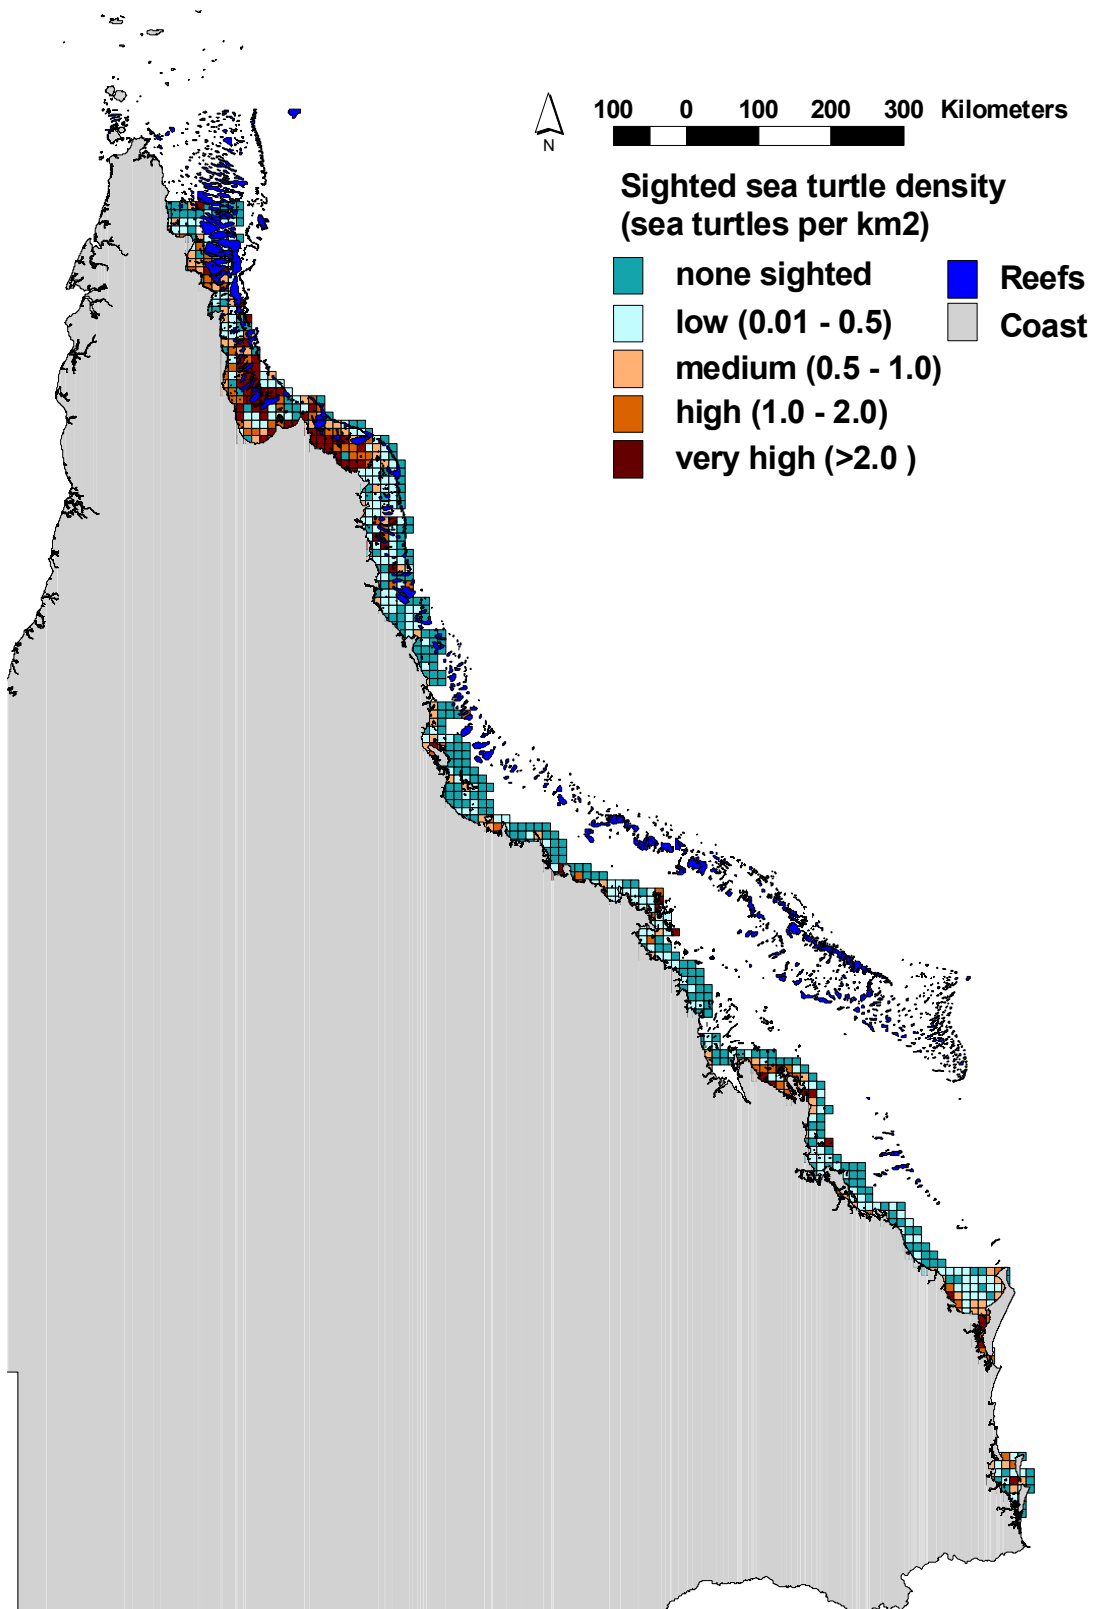 100 0 100 200 300 Kilometers
N
Sighted sea turtle density
(sea turtles per km2)
none sighted
low (0.01 - 0.5)
medium (0.5 - 1.0)
high (1.0 - 2.0)
very high (>2.0 )
Reefs
Coast